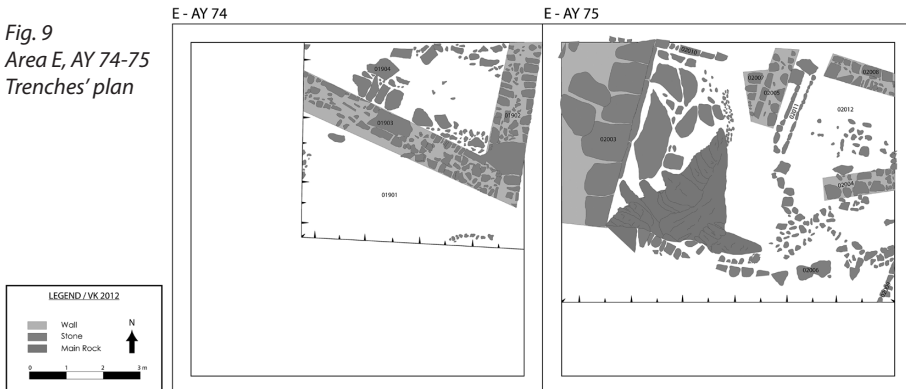 Fig. 9
Area E, AY 74-75
Trenches' plan
E - AY 74
E - AY 75
01904
01903
01902
01901
02010
02007
02005
02008
02011
02012
02003
02004
02006
LEGEND / VK 2012
Wall
Stone
Main Rock
N
0 1 2 3 m